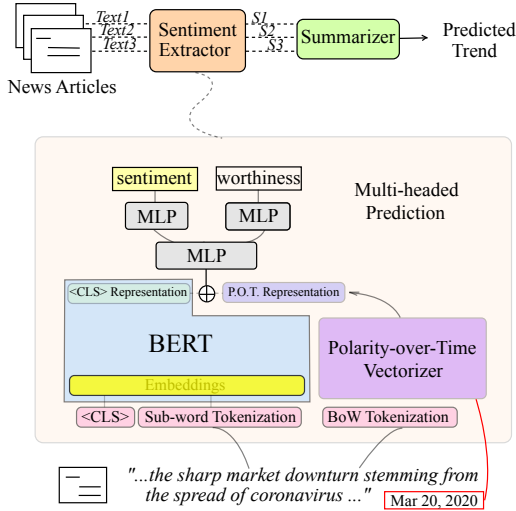 Text1
Text2
Text3
News Articles
Sentiment
Extractor
S1
S2
S3
Summarizer
Predicted
Trend
sentiment
worthiness
Multi-headed
Prediction
MLP
MLP
MLP
<CLS> Representation
P.O.T. Representation
BERT
Polarity-over-Time
Vectorizer
Embeddings
<CLS>
Sub-word Tokenization
BoW Tokenization
"...the sharp market downturn stemming from
the spread of coronavirus ..."
Mar 20, 2020